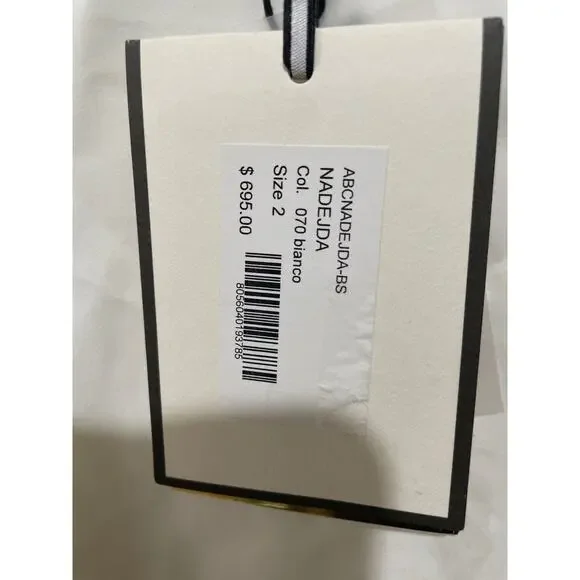 ABCNADEJDA-BS
NADEJDA
Col. 070 bianco
Size 2
$ 695.00
8056040193785